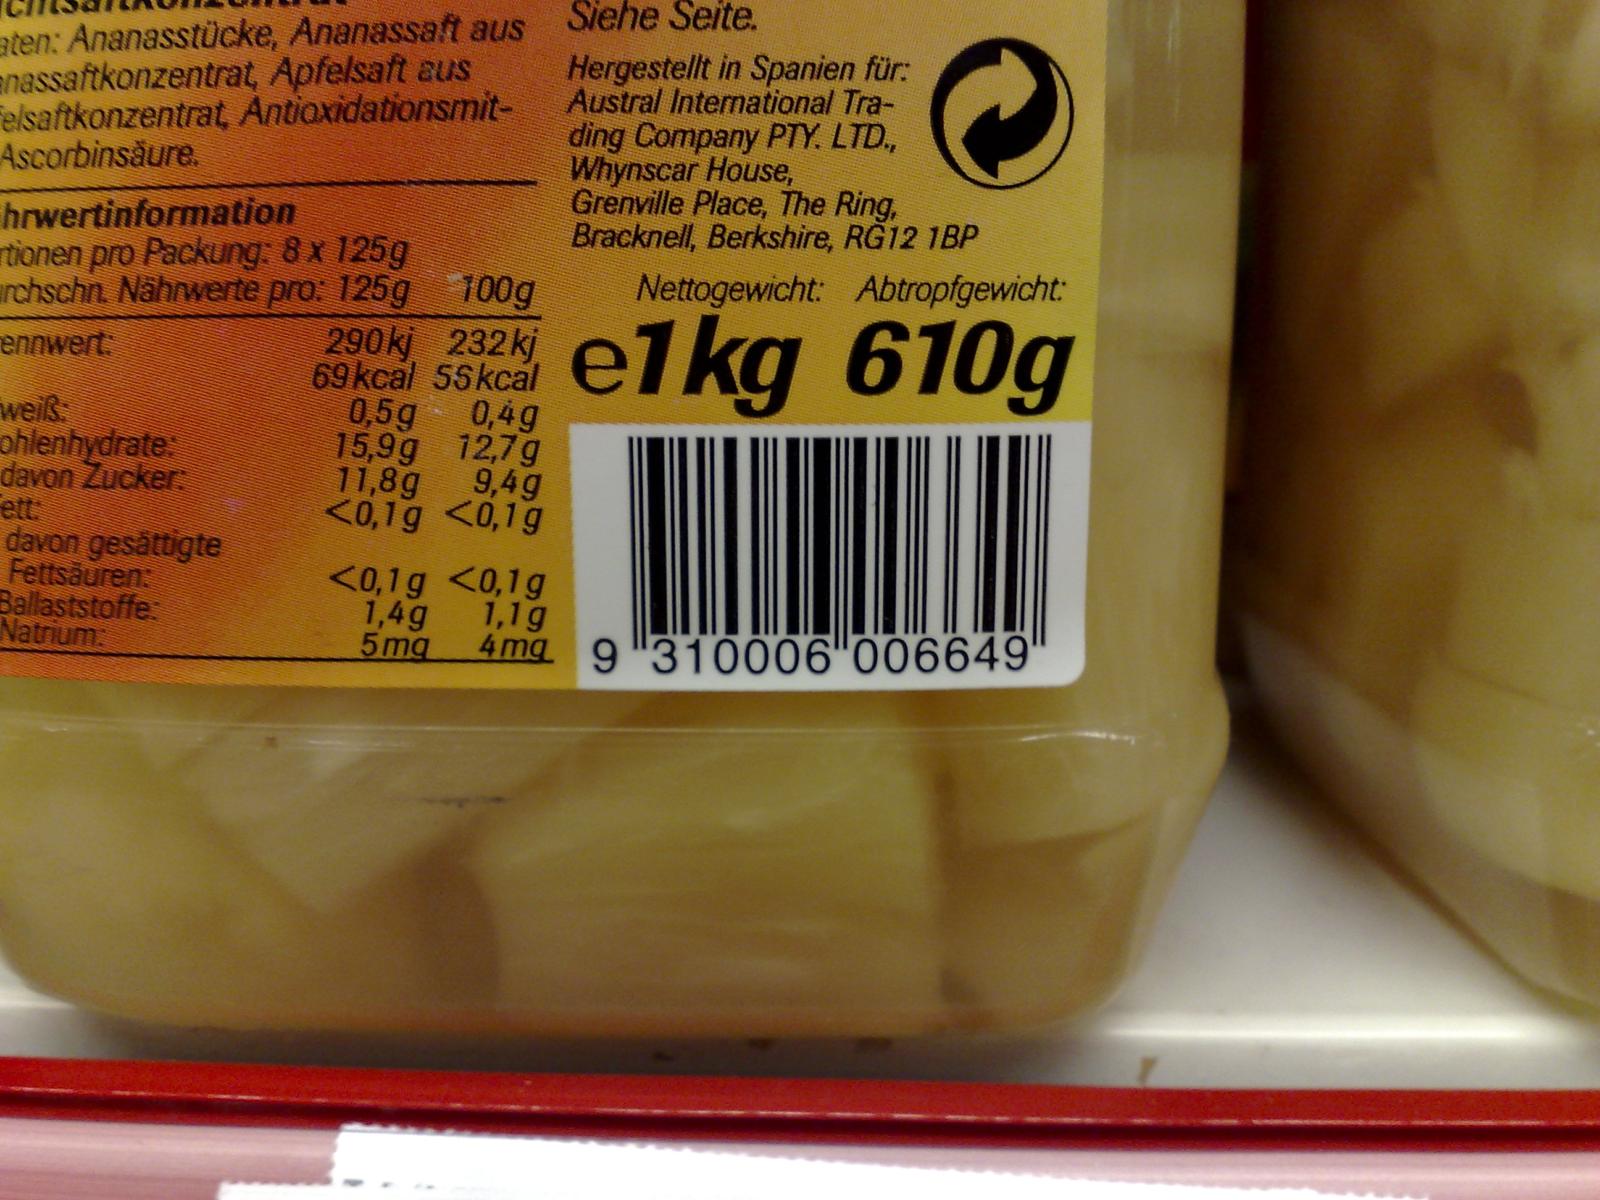 aten: Ananasstücke, Ananassaft aus
nassaftkonzentrat, Apfelsaft aus
elsaftkonzentrat, Antioxidationsmit-
Ascorbinsäure.
hrwertinformation
rtionen pro Packung: 8 x 125g
urchschn. Nährwerte pro: 125g 100g
ennwert: 290kj 232kj
69kcal 55kcal
weiß: 0,5g 0,4g
ohlenhydrate: 15,9g 12,7g
davon Zucker: 11,8g 9,4g
ett: <0,1g <0,1g
davon gesättigte
Fettsäuren: <0,1g <0,1g
Ballaststoffe: 1,4g 1,1g
Natrium: 5mg 4mg
Siehe Seite.
Hergestellt in Spanien für:
Austral International Tra-
ding Company PTY. LTD.,
Whynscar House,
Grenville Place, The Ring,
Bracknell, Berkshire, RG12 1BP
Nettogewicht: Abtropfgewicht:
e1kg 610g
9 310006 006649